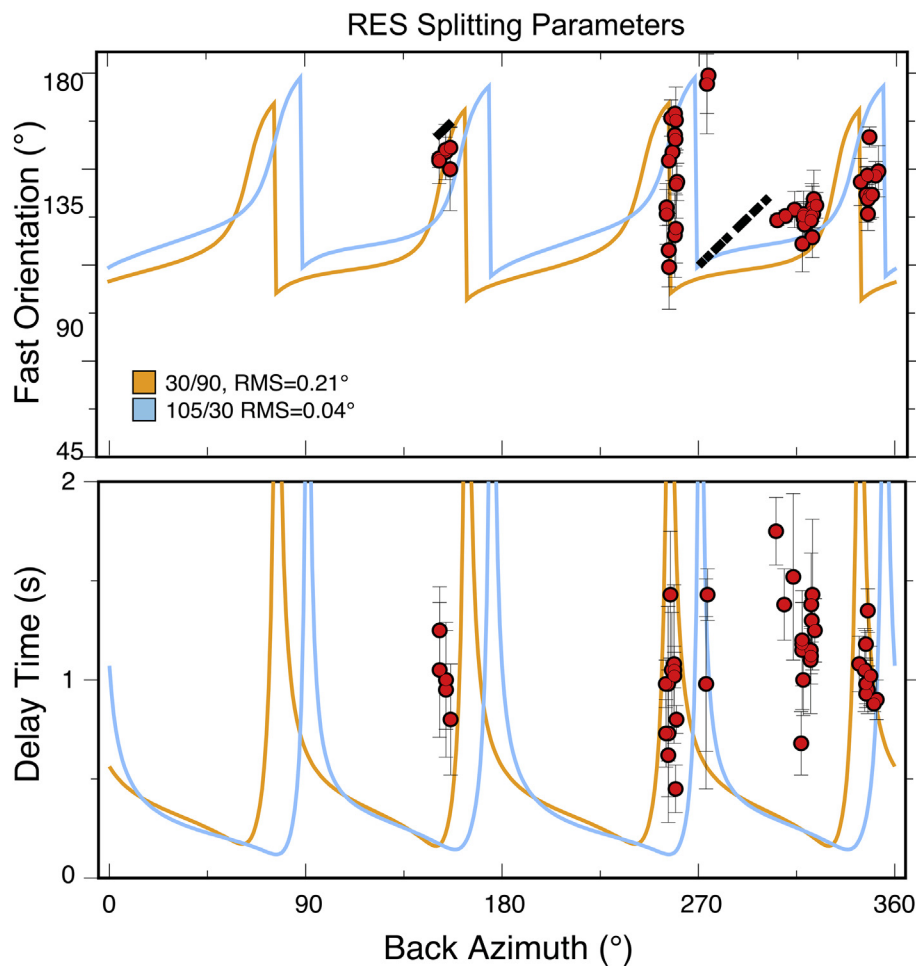 RES Splitting Parameters
Fast Orientation (°)
180
135
90
45
30/90, RMS=0.21°
105/30 RMS=0.04°
Delay Time (s)
2
1
0
0 90 180 270 360
Back Azimuth (°)